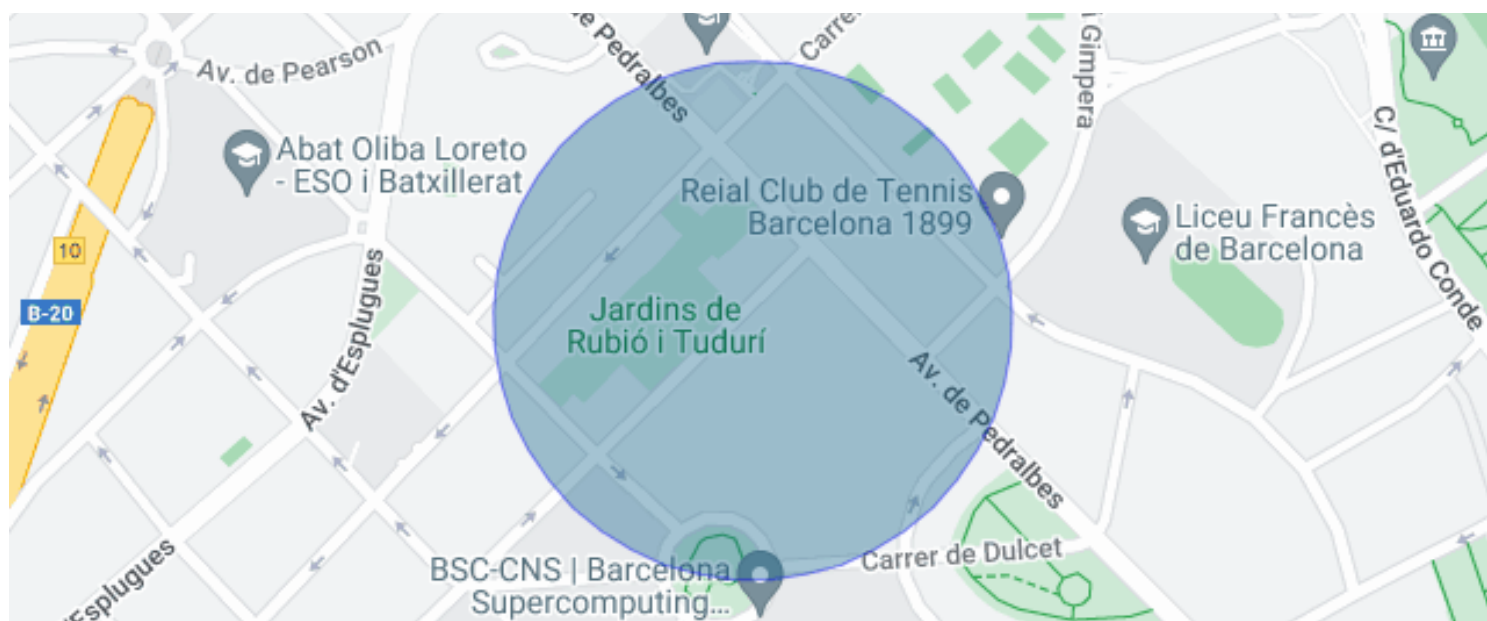 Av. de Pearson
de Pedralbes
Carre
Gimpera
C/ d'Eduardo Conde
Abat Oliba Loreto
- ESO i Batxillerat
Reial Club de Tennis
Barcelona 1899
Liceu Francès
de Barcelona
10
B-20
Av. d'Esplugues
Jardins de
Rubió i Tudurí
Av. de Pedralbes
d'Esplugues
BSC-CNS | Barcelona
Supercomputing...
Carrer de Dulcet